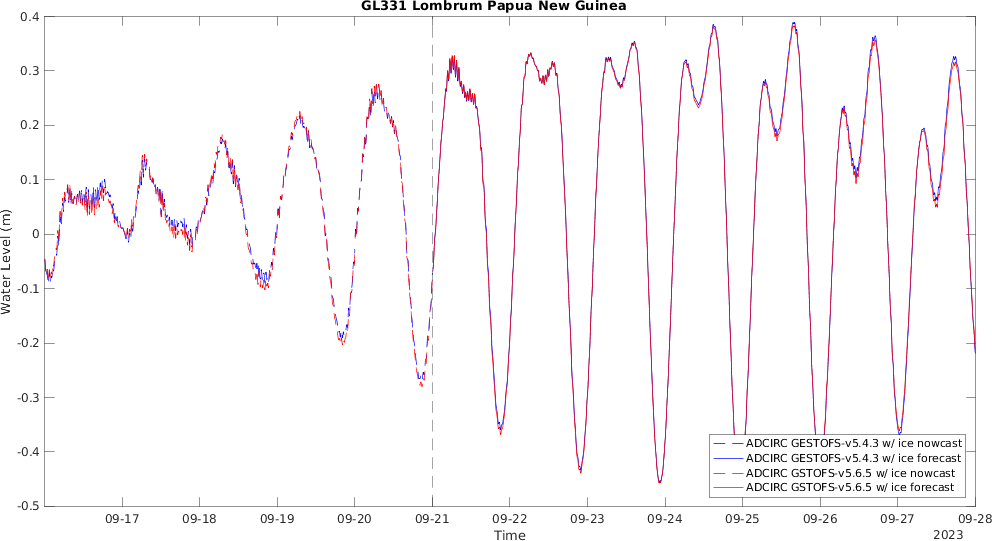 GL331 Lombrum Papua New Guinea
0.4
0.3
0.2
0.1
0
-0.1
-0.2
-0.3
-0.4
-0.5
Water Level (m)
ADCIRC GESTOFS-v5.4.3 w/ ice nowcast
ADCIRC GESTOFS-v5.4.3 w/ ice forecast
ADCIRC GSTOFS-v5.6.5 w/ ice nowcast
ADCIRC GSTOFS-v5.6.5 w/ ice forecast
09-17 09-18 09-19 09-20 09-21 09-22 09-23 09-24 09-25 09-26 09-27 09-28
Time
2023